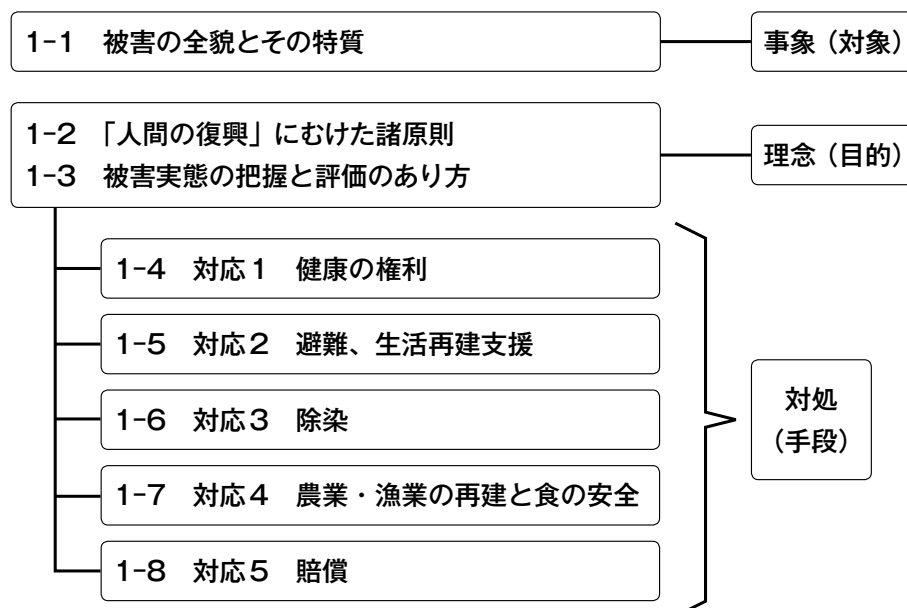 1-1 被害の全貌とその特質
事象（対象）
1-2 「人間の復興」にむけた諸原則
1-3 被害実態の把握と評価のあり方
理念（目的）
1-4 対応1 健康の権利
1-5 対応2 避難、生活再建支援
1-6 対応3 除染
1-7 対応4 農業・漁業の再建と食の安全
1-8 対応5 賠償
対処
（手段）